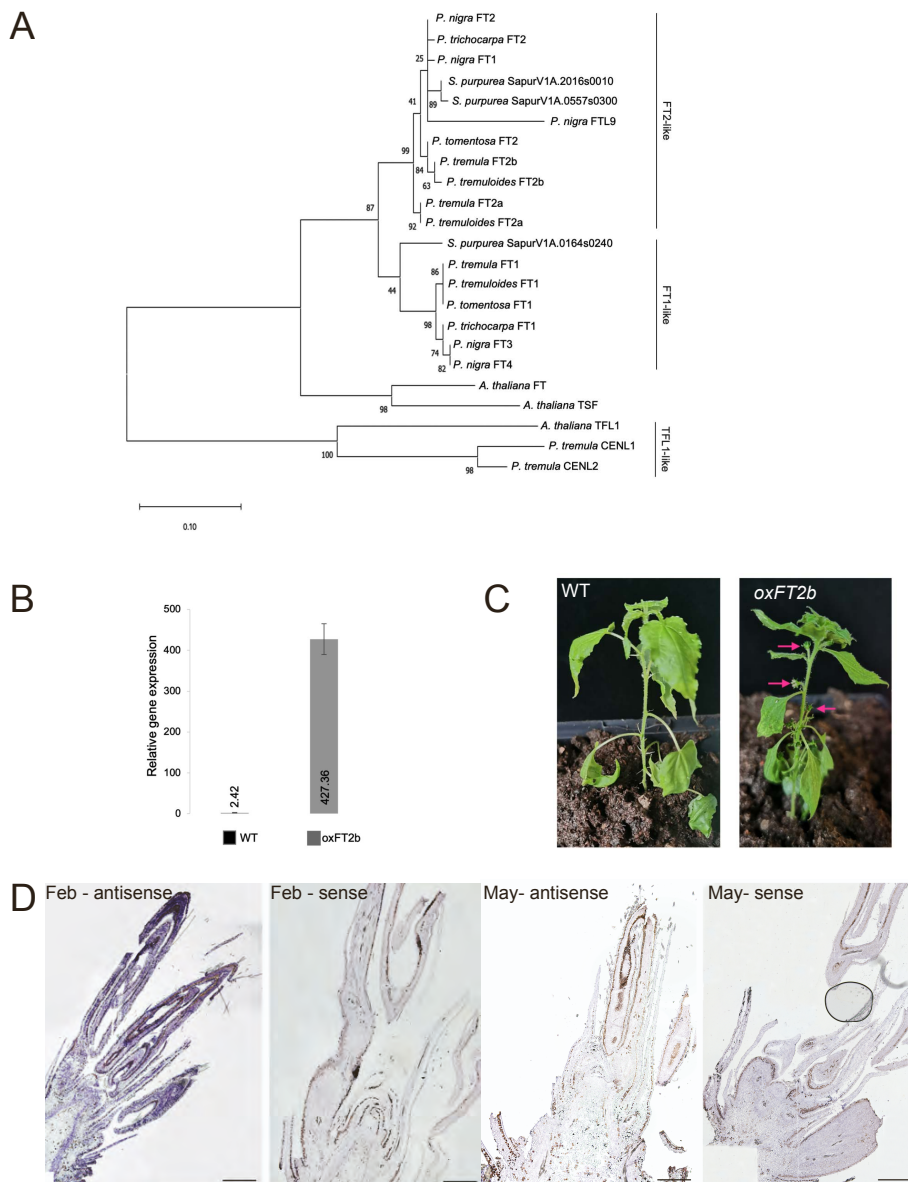 A
P. nigra FT2
P. trichocarpa FT2
25
P. nigra FT1
S. purpurea SapurV1A.2016s0010
41
89
S. purpurea SapurV1A.0557s0300
P. nigra FTL9
FT2-like
99
P. tomentosa FT2
84
P. tremula FT2b
63
P. tremuloides FT2b
87
P. tremula FT2a
92
P. tremuloides FT2a
S. purpurea SapurV1A.0164s0240
86
P. tremula FT1
44
P. tremuloides FT1
FT1-like
98
P. tomentosa FT1
P. trichocarpa FT1
74
P. nigra FT3
82
P. nigra FT4
A. thaliana FT
98
A. thaliana TSF
A. thaliana TFL1
100
P. tremula CENL1
TFL1-like
98
P. tremula CENL2
0.10
B
Relative gene expression
500
400
300
200
100
0
2.42
427.36
WT
oxFT2b
C
WT
oxFT2b
D
Feb - antisense
Feb - sense
May- antisense
May- sense